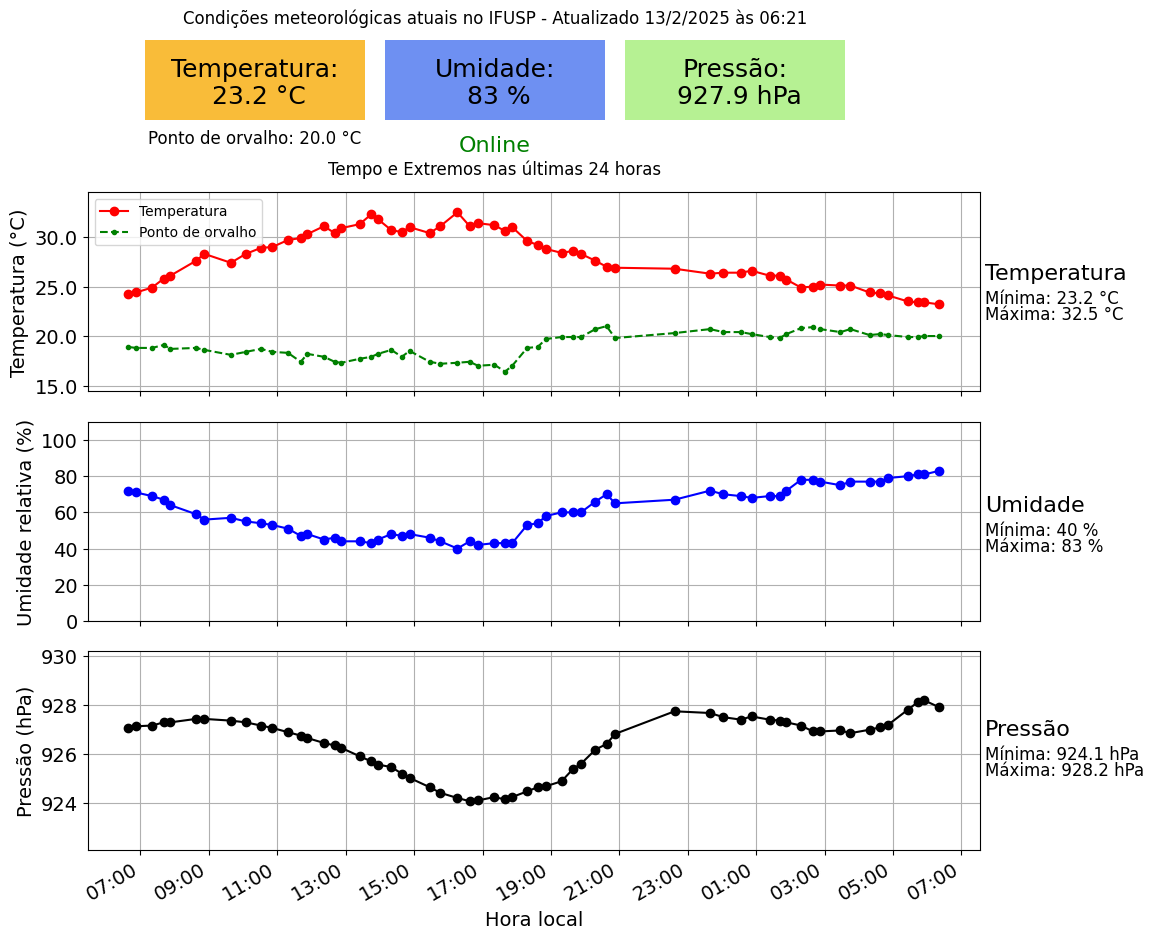 Condições meteorológicas atuais no IFUSP - Atualizado 13/2/2025 às 06:21
Temperatura:
23.2 °C
Umidade:
83 %
Pressão:
927.9 hPa
Ponto de orvalho: 20.0 °C
Online
Tempo e Extremos nas últimas 24 horas
Temperatura (°C)
30.0
25.0
20.0
15.0
Temperatura
Ponto de orvalho
Temperatura
Mínima: 23.2 °C
Máxima: 32.5 °C
Umidade relativa (%)
100
80
60
40
20
0
Umidade
Mínima: 40 %
Máxima: 83 %
Pressão (hPa)
930
928
926
924
Pressão
Mínima: 924.1 hPa
Máxima: 928.2 hPa
07:00 09:00 11:00 13:00 15:00 17:00 19:00 21:00 23:00 01:00 03:00 05:00 07:00
Hora local